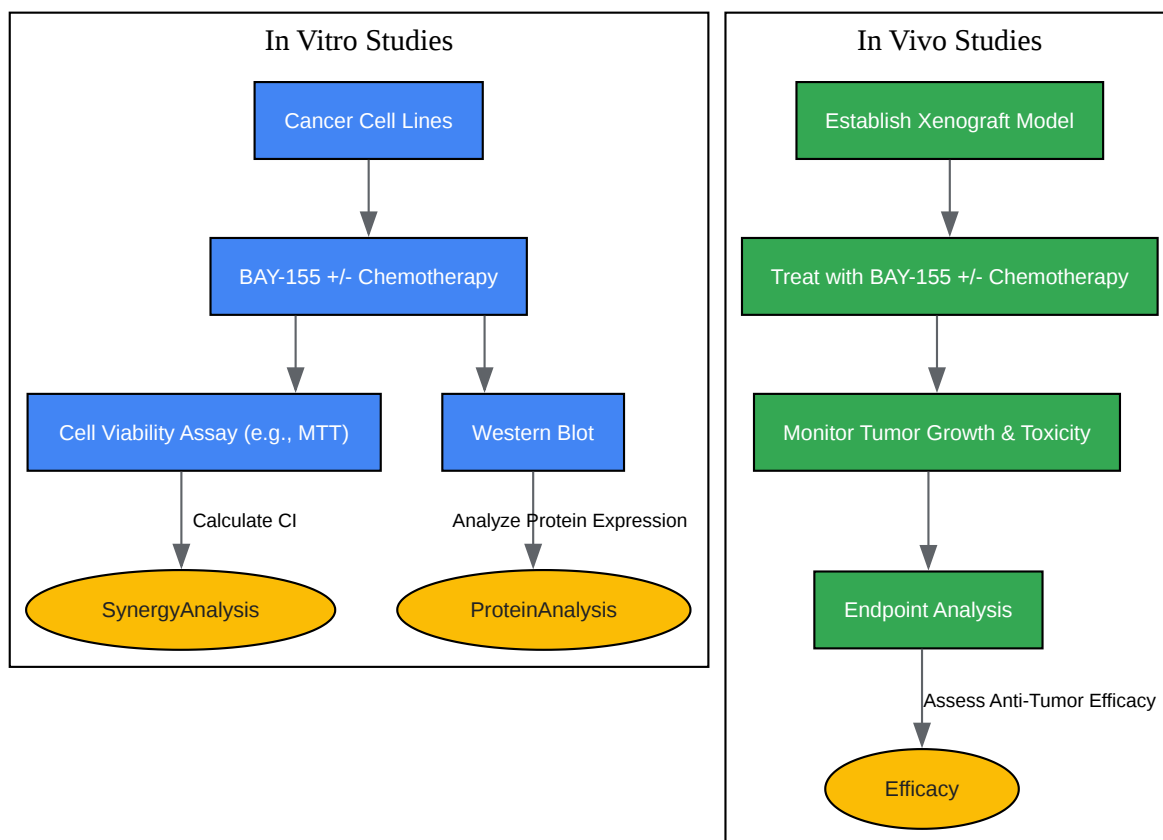 In Vitro Studies
Cancer Cell Lines
BAY-155 +/- Chemotherapy
Cell Viability Assay (e.g., MTT)
Western Blot
Calculate CI
Analyze Protein Expression
SynergyAnalysis
ProteinAnalysis
In Vivo Studies
Establish Xenograft Model
Treat with BAY-155 +/- Chemotherapy
Monitor Tumor Growth & Toxicity
Endpoint Analysis
Assess Anti-Tumor Efficacy
Efficacy